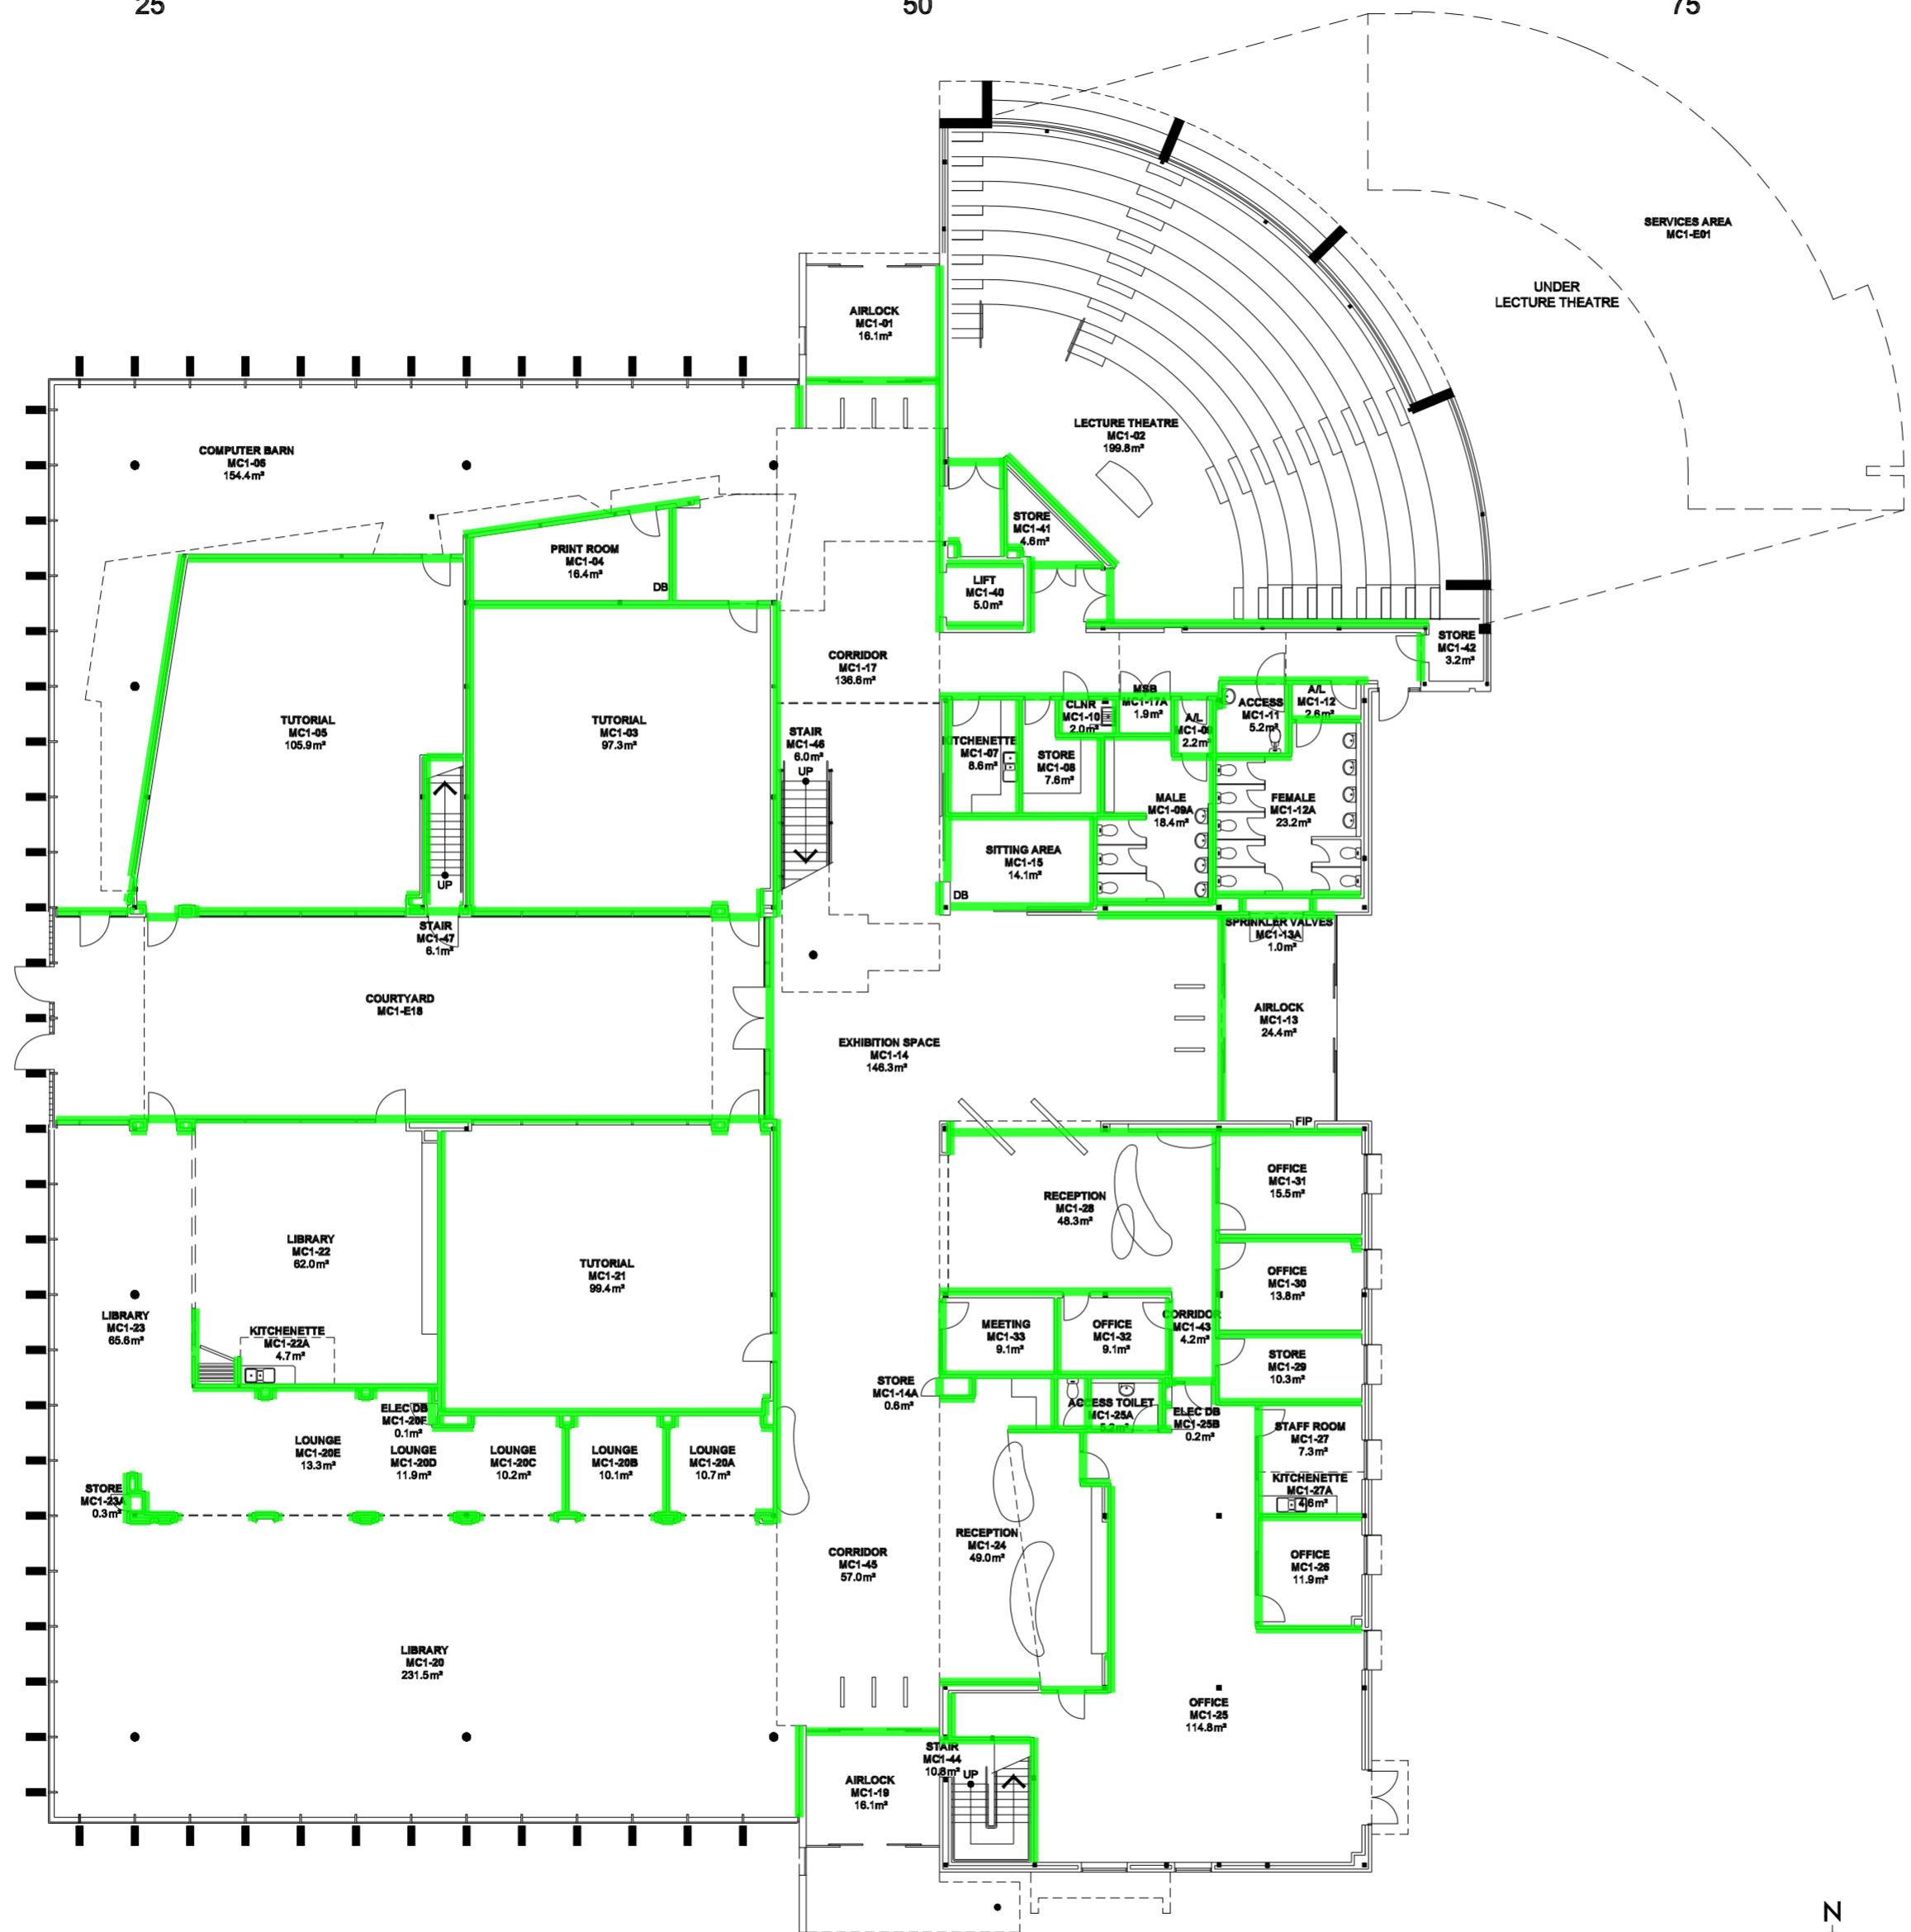 25
50
75
SERVICES AREA
MC1-E01
UNDER
LECTURE THEATRE
AIRLOCK
MC1-01
16.1m²
LECTURE THEATRE
MC1-02
199.8m²
COMPUTER BARN
MC1-06
154.4m²
STORE
MC1-41
4.6m²
PRINT ROOM
MC1-04
16.4m²
DB
LIFT
MC1-40
5.0m²
STORE
MC1-42
3.2m²
CORRIDOR
MC1-17
136.6m²
TUTORIAL
MC1-05
105.9m²
TUTORIAL
MC1-03
97.3m²
STAIR
MC1-46
6.0m²
UP
KITCHENETTE
MC1-07
8.6m²
CLNR
MC1-10
2.0m²
MSB
MC1-17A
1.9m²
A/L
2.2m²
ACCESS
MC1-11
5.2m²
A/L
MC1-12
2.6m²
STORE
MC1-08
7.6m²
MALE
MC1-09A
18.4m²
FEMALE
MC1-12A
23.2m²
SITTING AREA
MC1-15
14.1m²
DB
UP
STAIR
MC1-47
6.1m²
SPRINKLER VALVES
MC1-13A
1.0m²
COURTYARD
MC1-E18
AIRLOCK
MC1-13
24.4m²
EXHIBITION SPACE
MC1-14
146.3m²
FIP
OFFICE
MC1-31
15.5m²
RECEPTION
MC1-28
48.3m²
LIBRARY
MC1-22
62.0m²
TUTORIAL
MC1-21
99.4m²
OFFICE
MC1-30
13.8m²
LIBRARY
MC1-23
65.6m²
KITCHENETTE
MC1-22A
4.7m²
MEETING
MC1-33
9.1m²
OFFICE
MC1-32
9.1m²
CORRIDOR
MC1-43
4.2m²
STORE
MC1-29
10.3m²
STORE
MC1-14A
0.6m²
ELEC DB
MC1-20F
0.1m²
ACCESS TOILET
MC1-25A
5.2m²
ELEC DB
MC1-25B
0.2m²
STAFF ROOM
MC1-27
7.3m²
LOUNGE
MC1-20E
13.3m²
LOUNGE
MC1-20D
11.9m²
LOUNGE
MC1-20C
10.2m²
LOUNGE
MC1-20B
10.1m²
LOUNGE
MC1-20A
10.7m²
KITCHENETTE
MC1-27A
4.6m²
STORE
MC1-23A
0.3m²
RECEPTION
MC1-24
49.0m²
CORRIDOR
MC1-45
57.0m²
OFFICE
MC1-26
11.9m²
LIBRARY
MC1-20
231.5m²
OFFICE
MC1-25
114.8m²
STAIR
MC1-44
10.8m²
UP
AIRLOCK
MC1-19
16.1m²
N